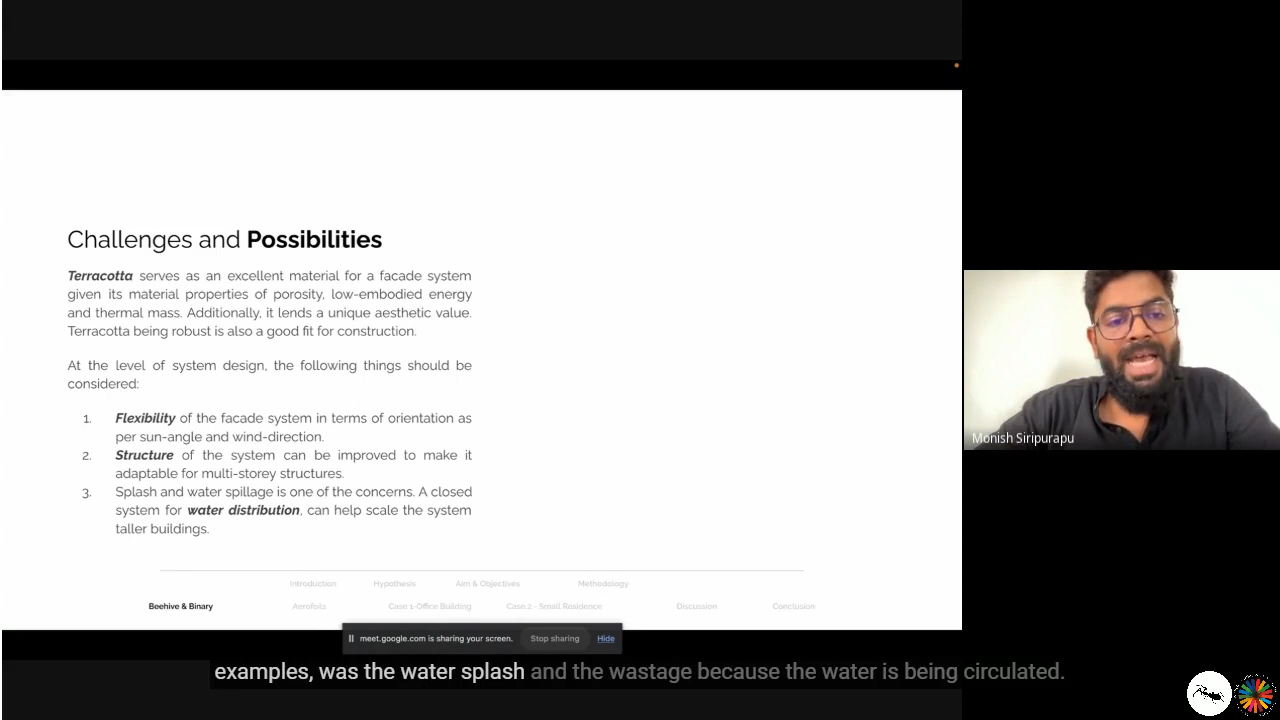 Challenges and Possibilities
Terracotta serves as an excellent material for a facade system
given its material properties of porosity, low-embodied energy
and thermal mass. Additionally, it lends a unique aesthetic value.
Terracotta being robust is also a good fit for construction.
At the level of system design, the following things should be
considered:
1. Flexibility of the facade system in terms of orientation as
per sun-angle and wind-direction.
2. Structure of the system can be improved to make it
adaptable for multi-storey structures.
3. Splash and water spillage is one of the concerns. A closed
system for water distribution, can help scale the system
taller buildings.
Introduction Hypothesis Aim & Objectives Methodology
Beehive & Binary Aerofoils Case 1-Office Building Case.2 - Small Residence Discussion Conclusion
meet.google.com is sharing your screen. Stop sharing Hide
Monish Siripurapu
examples, was the water splash and the wastage because the water is being circulated.